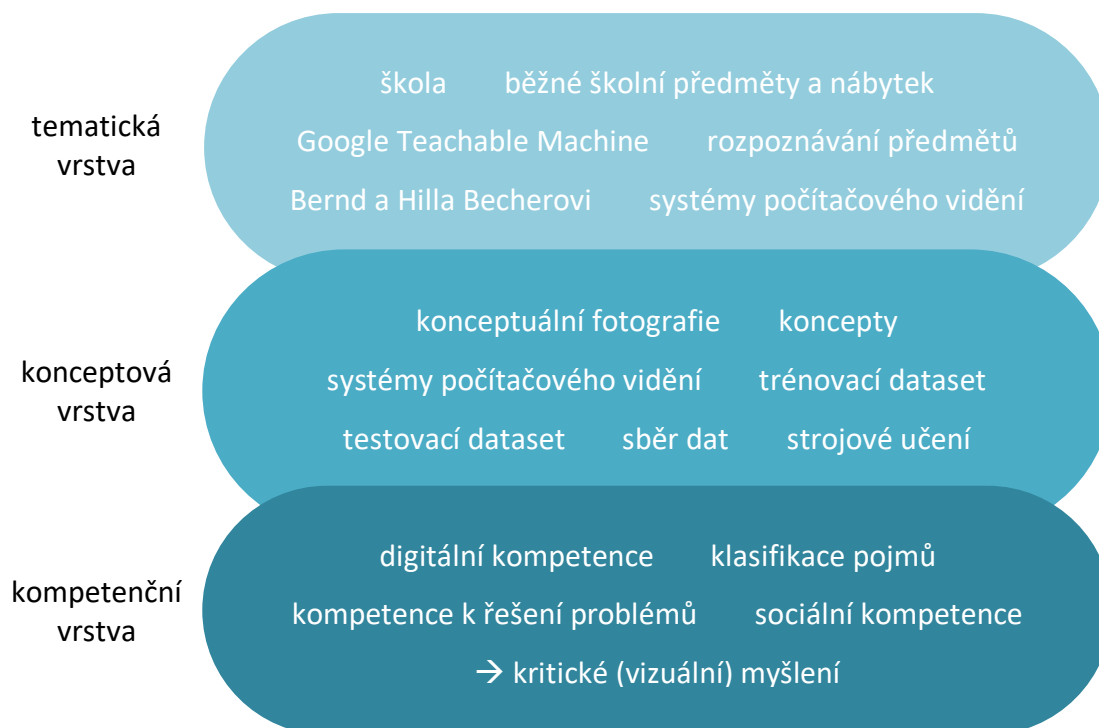 škola běžné školní předměty a nábytek
tematická
vrstva
Google Teachable Machine rozpoznávání předmětů
Bernd a Hilla Becherovi systémy počítačového vidění
konceptuální fotografie koncepty
konceptová
vrstva
systémy počítačového vidění trénovací dataset
testovací dataset sběr dat strojové učení
digitální kompetence klasifikace pojmů
kompetenční
vrstva
kompetence k řešení problémů sociální kompetence
→ kritické (vizuální) myšlení